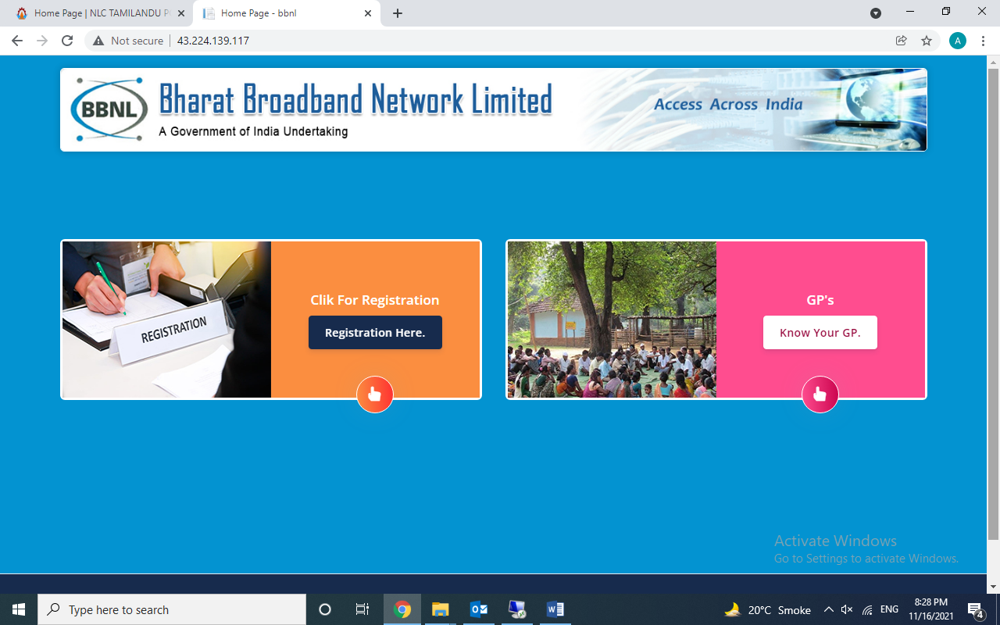 Home Page | NLC TAMILANDU P
Home Page - bbnl
Not secure
43.224.139.117
A
BBNL
Bharat Broadband Network Limited
A Government of India Undertaking
Access Across India
REGISTRATION
Clik For Registration
Registration Here.
GP's
Know Your GP.
Activate Windows
Go to Settings to activate Windows.
Type here to search
20°C Smoke
ENG
8:28 PM
11/16/2021
4